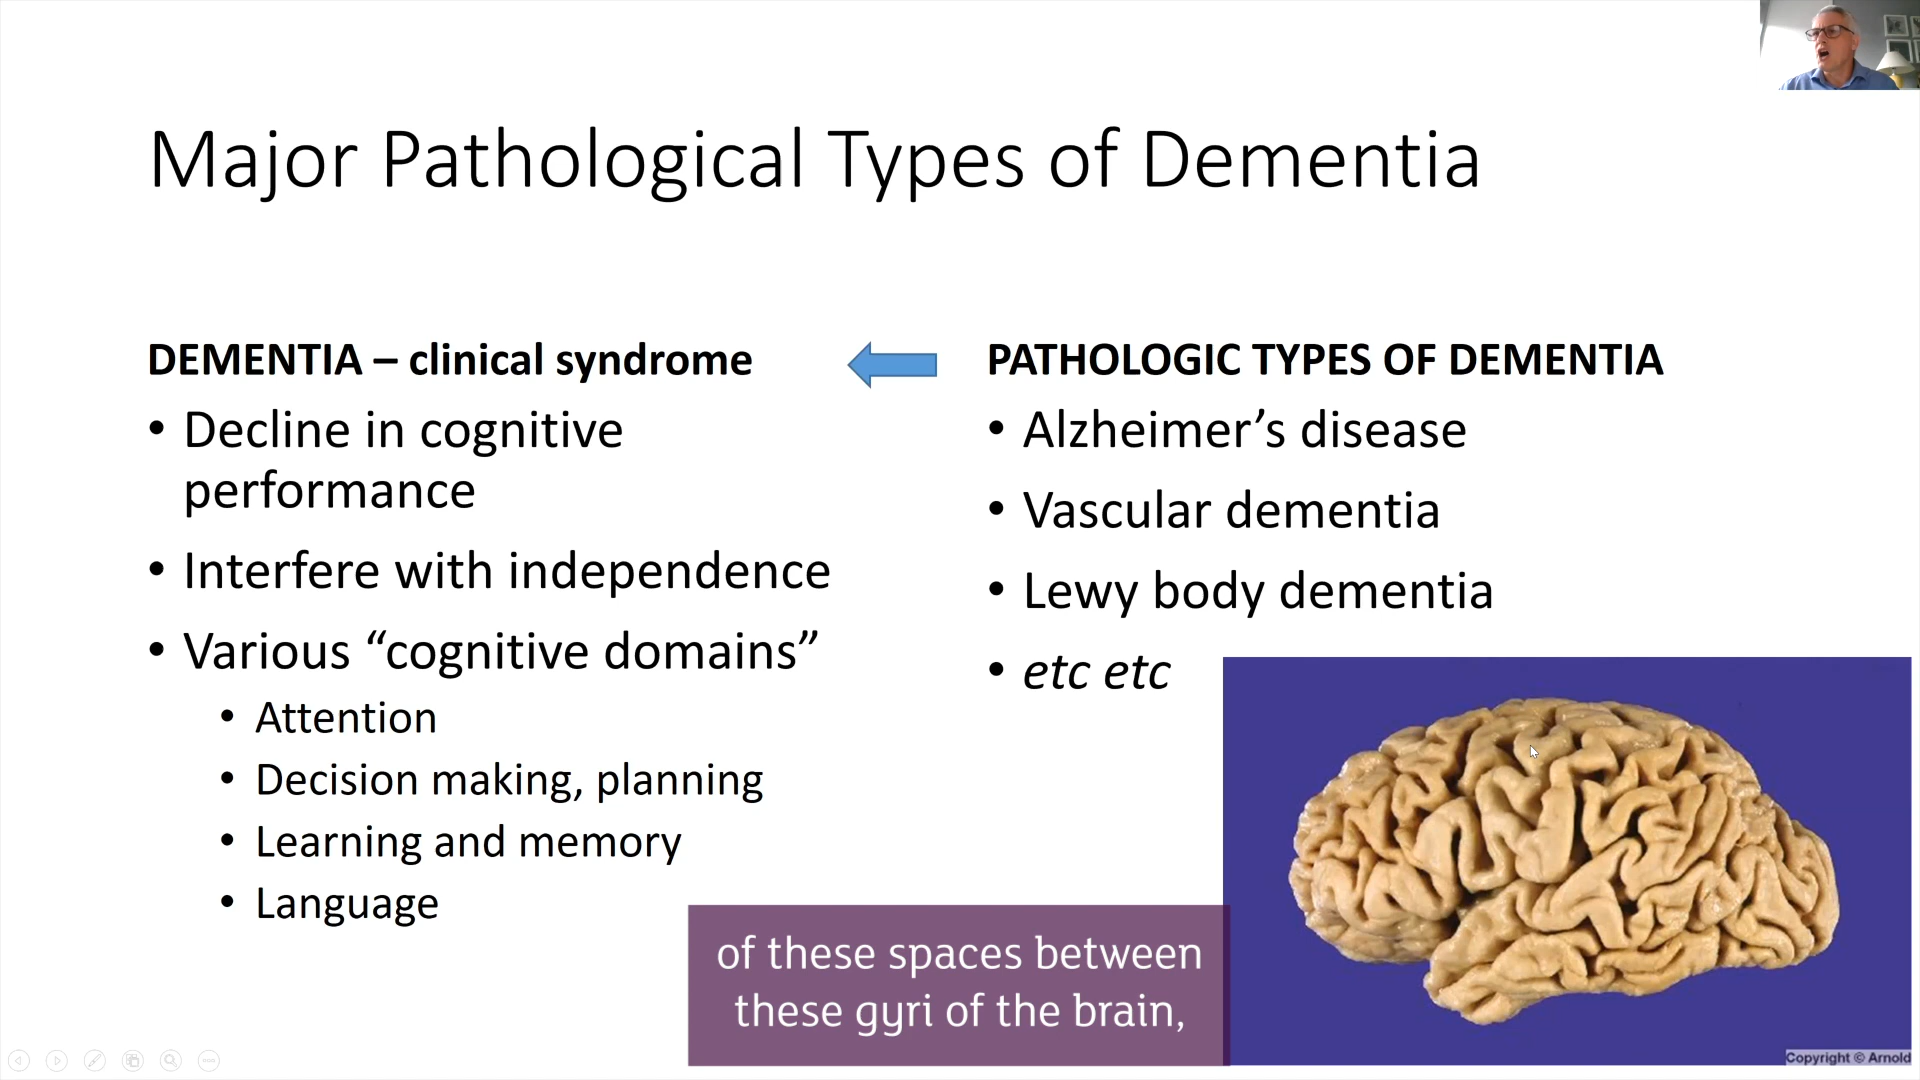 Major Pathological Types of Dementia
DEMENTIA – clinical syndrome
• Decline in cognitive
performance
• Interfere with independence
• Various “cognitive domains”
• Attention
• Decision making, planning
• Learning and memory
• Language
PATHOLOGIC TYPES OF DEMENTIA
• Alzheimer’s disease
• Vascular dementia
• Lewy body dementia
• etc etc
of these spaces between
these gyri of the brain,
Copyright © Arnold